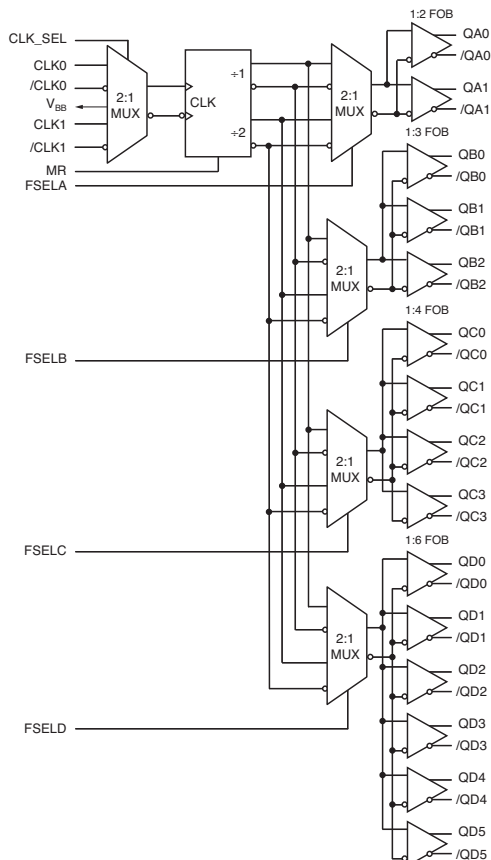 1:2 FOB
QA0
/QA0
CLK_SEL
CLK0
/CLK0
VBB
CLK1
/CLK1
2:1
MUX
CLK
÷1
÷2
2:1
MUX
QA1
/QA1
MR
FSELA
1:3 FOB
QB0
/QB0
QB1
/QB1
2:1
MUX
QB2
/QB2
FSELB
1:4 FOB
QC0
/QC0
QC1
/QC1
2:1
MUX
QC2
/QC2
QC3
/QC3
FSELC
1:6 FOB
QD0
/QD0
QD1
/QD1
2:1
MUX
QD2
/QD2
FSELD
QD3
/QD3
QD4
/QD4
QD5
/QD5